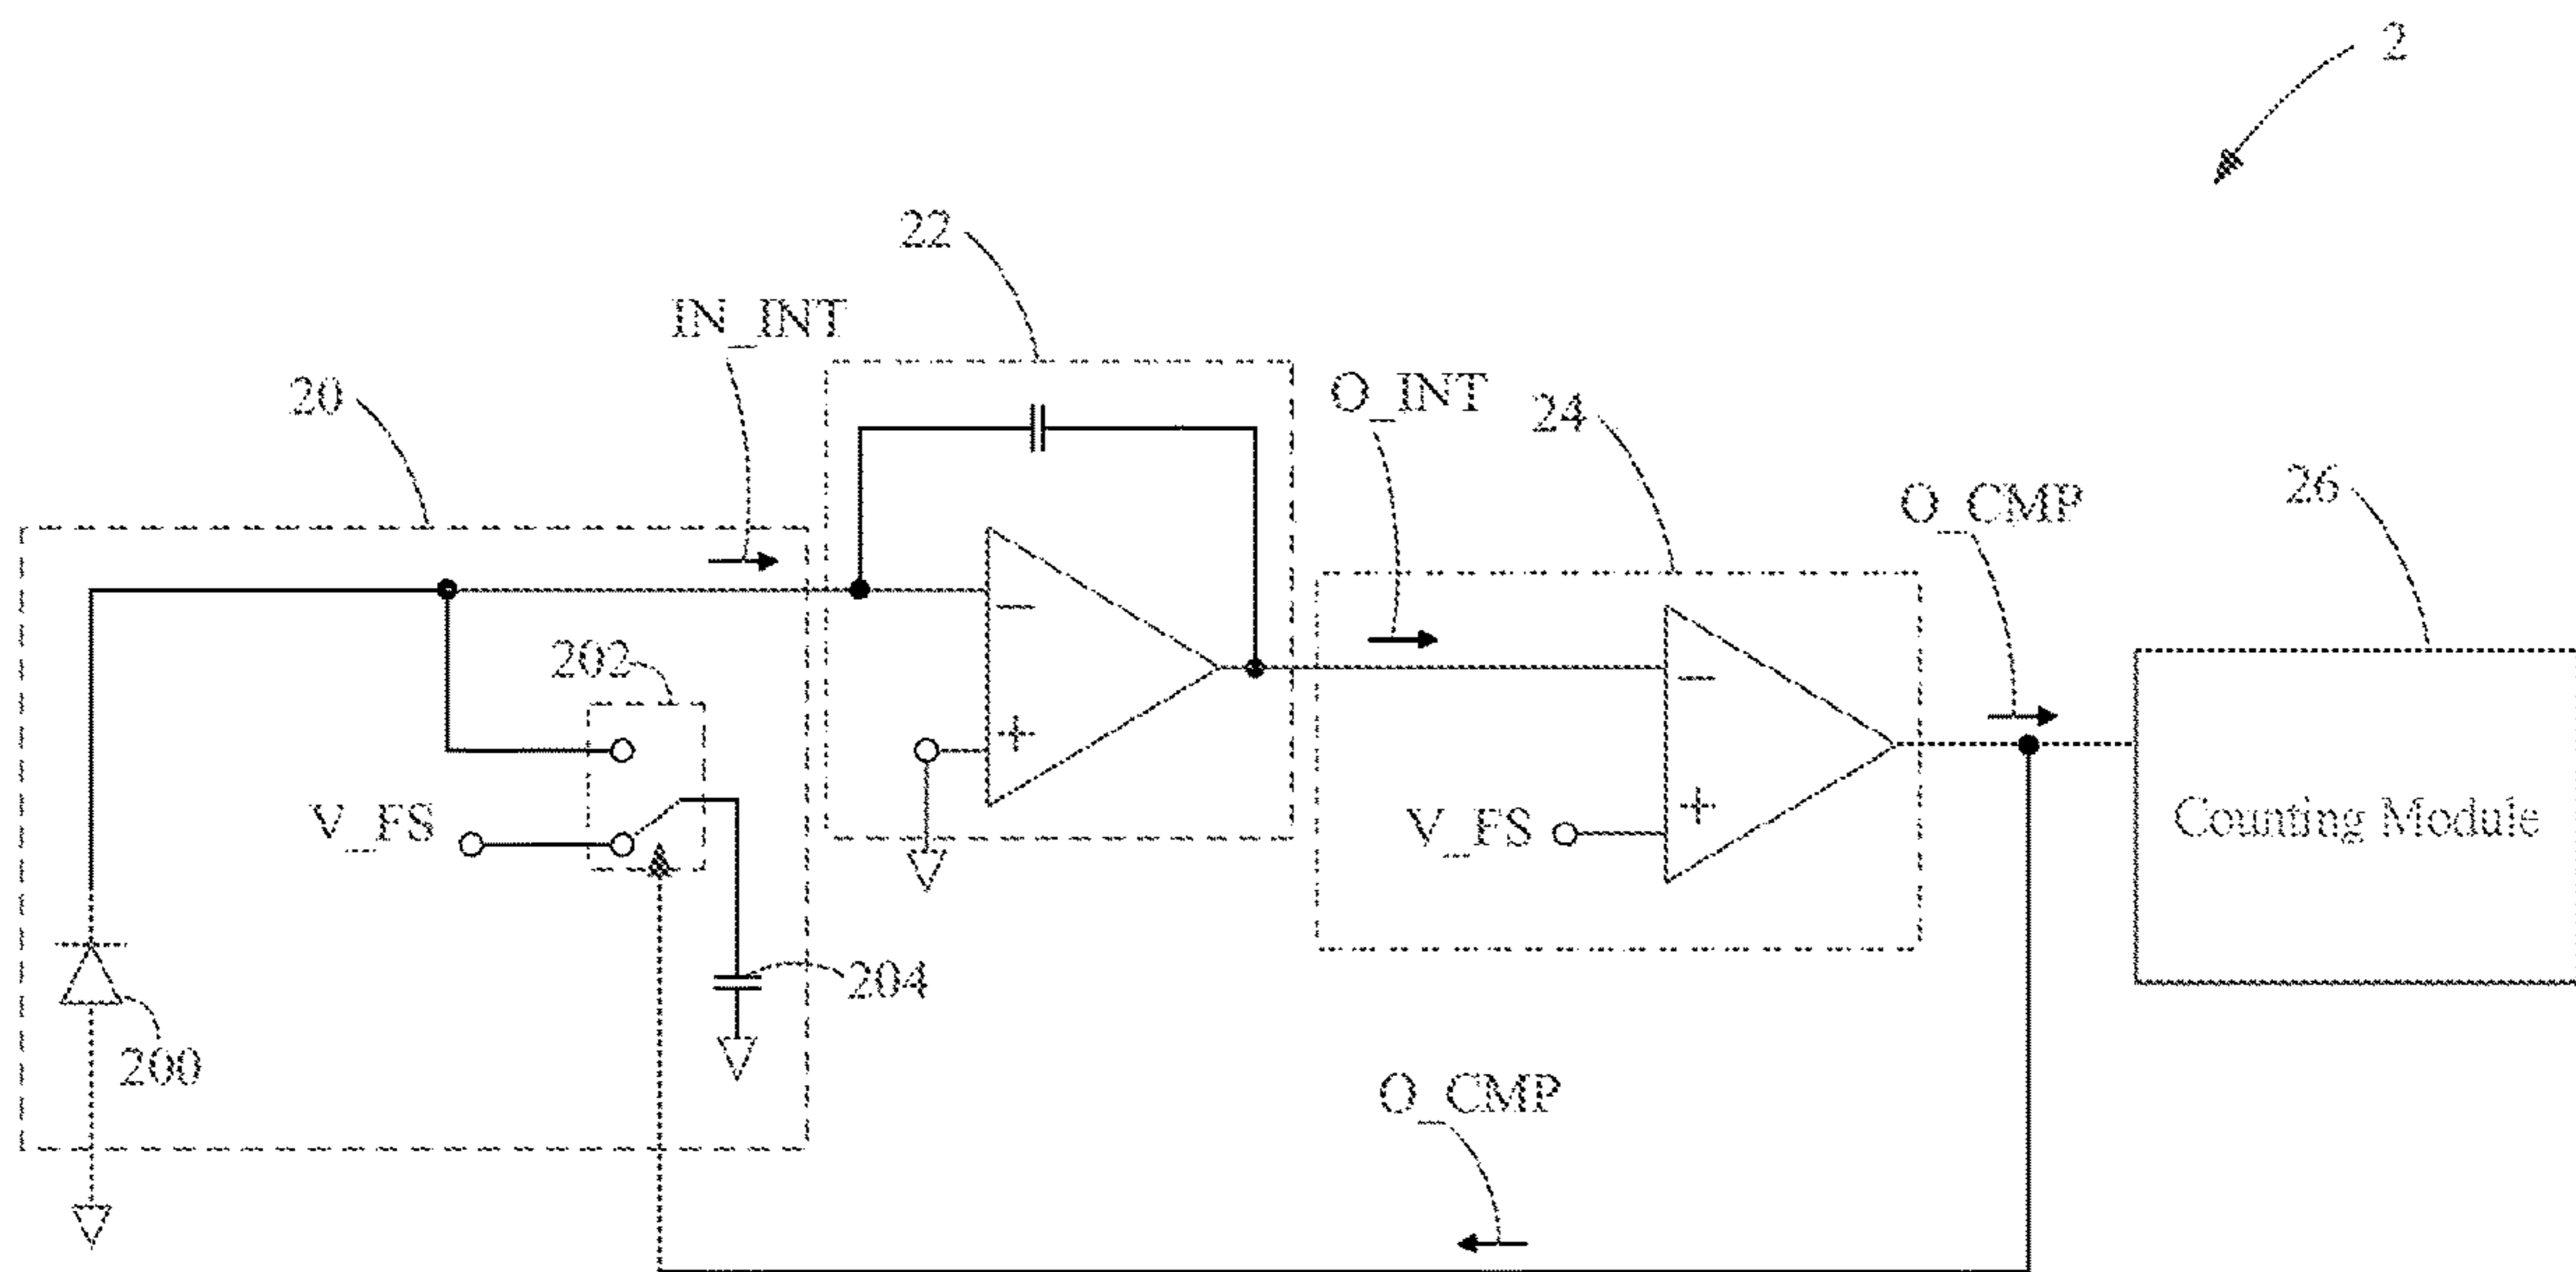 2
22
IN_INT
20
O_INT
24
O_CMP
26
202
−
+
V_FS
−
+
V_FS
Counting Module
204
200
O_CMP